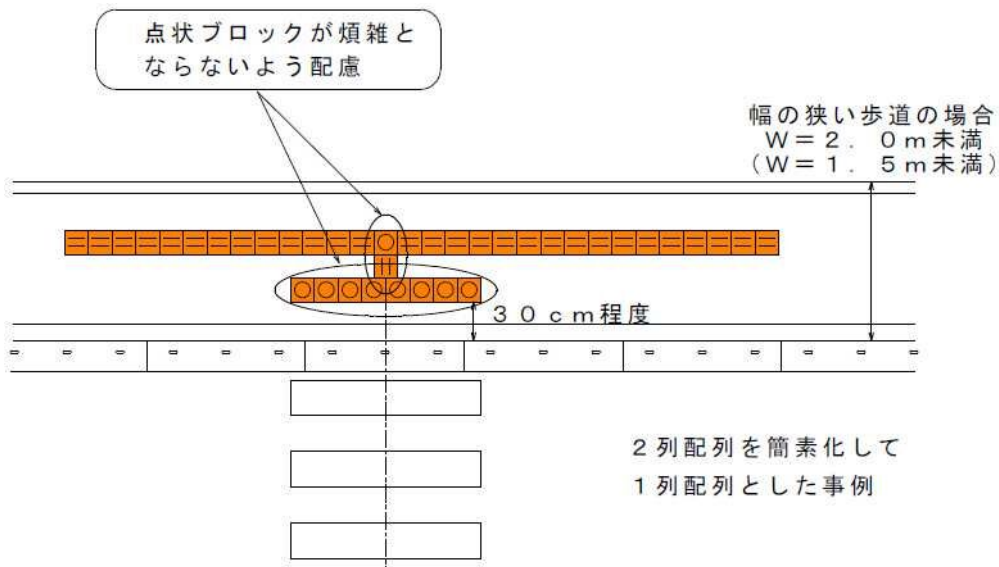 点状ブロックが煩雑と
ならないよう配慮
幅の狭い歩道の場合
W＝2．0m未満
（W＝1．5m未満）
30cm程度
2列配列を簡素化して
1列配列とした事例